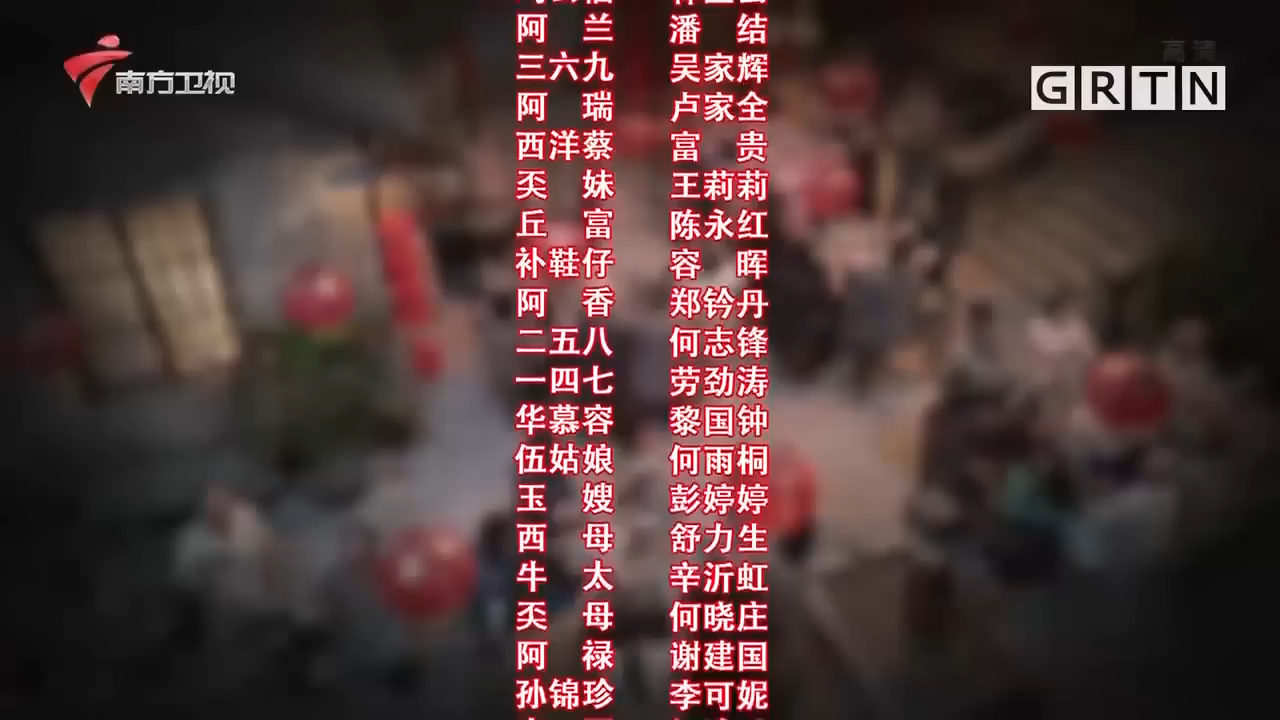 南方卫视
高清
GRTN
阿 兰 潘 结
三六九 吴家辉
阿 瑞 卢家全
西洋蔡 富 贵
奀 妹 王莉莉
丘 富 陈永红
补鞋仔 容 晖
阿 香 郑钤丹
二五八 何志锋
一四七 劳劲涛
华慕容 黎国钟
伍姑娘 何雨桐
玉 嫂 彭婷婷
西 母 舒力生
牛 太 辛沂虹
奀 母 何晓庄
阿 禄 谢建国
孙锦珍 李可妮